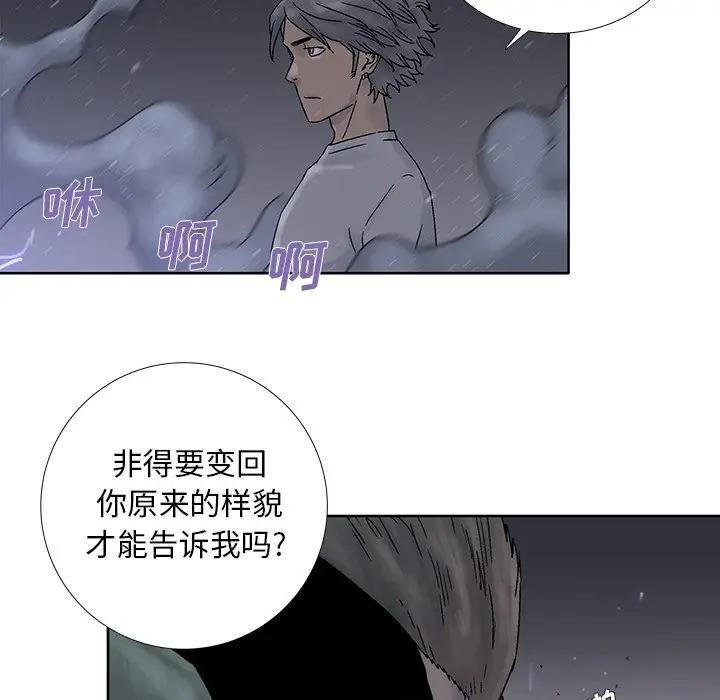 咻
啊
啊
非得要变回
你原来的样貌
才能告诉我吗?